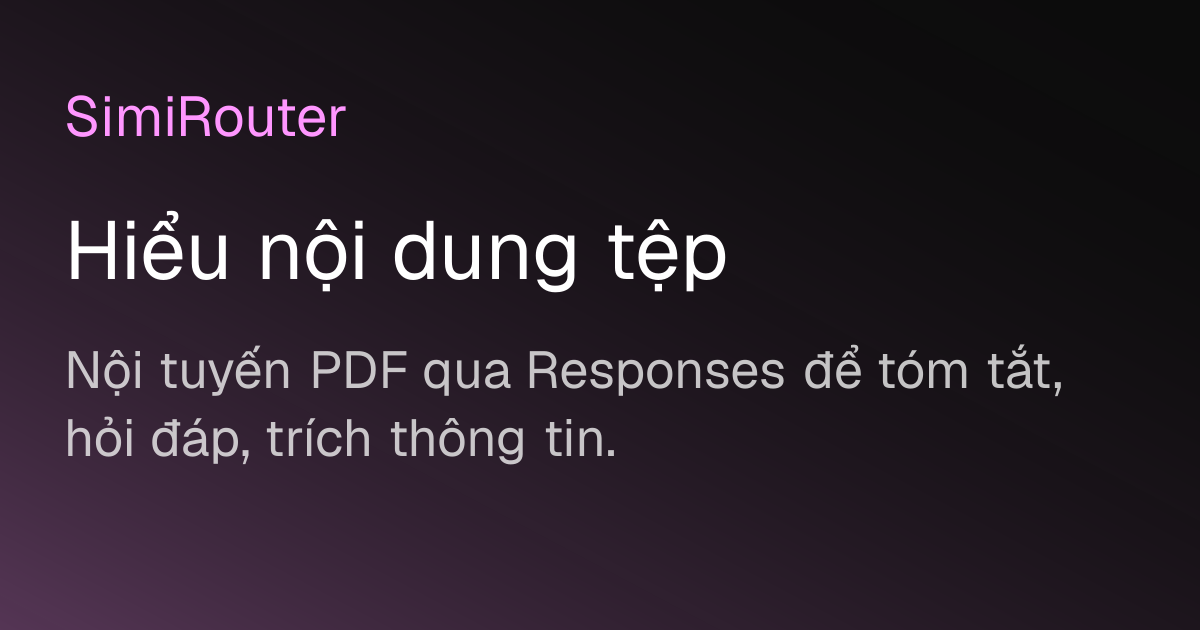 SimiRouter
Hiểu nội dung tệp
Nội tuyến PDF qua Responses để tóm tắt,
hỏi đáp, trích thông tin.